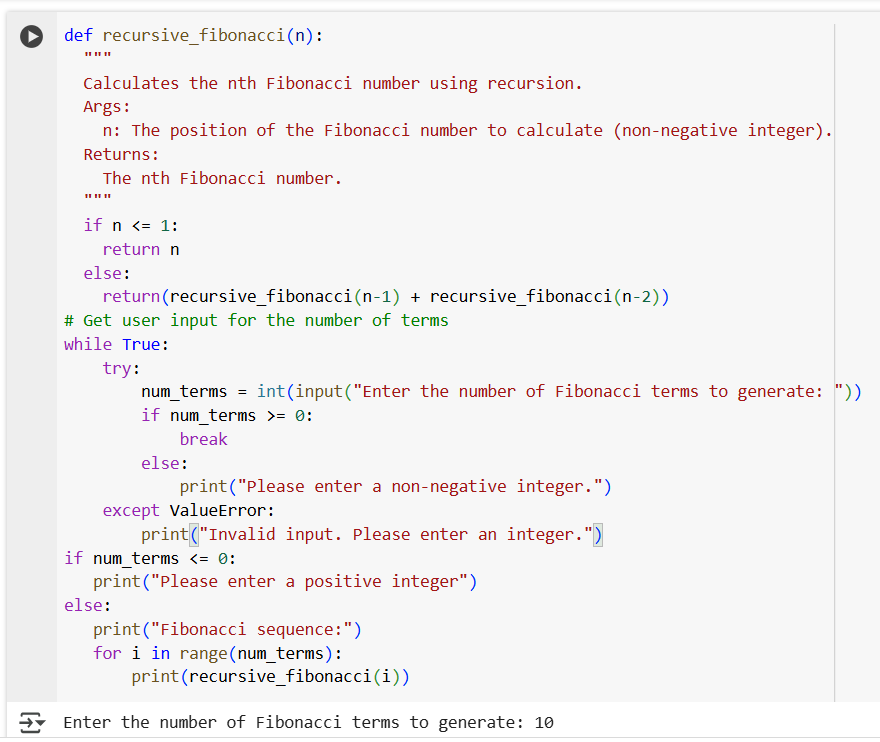 def recursive_fibonacci(n):
  """
  Calculates the nth Fibonacci number using recursion.
  Args:
    n: The position of the Fibonacci number to calculate (non-negative integer).
  Returns:
    The nth Fibonacci number.
  """
  if n <= 1:
    return n
  else:
    return(recursive_fibonacci(n-1) + recursive_fibonacci(n-2))
# Get user input for the number of terms
while True:
    try:
        num_terms = int(input("Enter the number of Fibonacci terms to generate: "))
        if num_terms >= 0:
            break
        else:
            print("Please enter a non-negative integer.")
    except ValueError:
        print("Invalid input. Please enter an integer.")
if num_terms <= 0:
   print("Please enter a positive integer")
else:
   print("Fibonacci sequence:")
   for i in range(num_terms):
       print(recursive_fibonacci(i))
Enter the number of Fibonacci terms to generate: 10